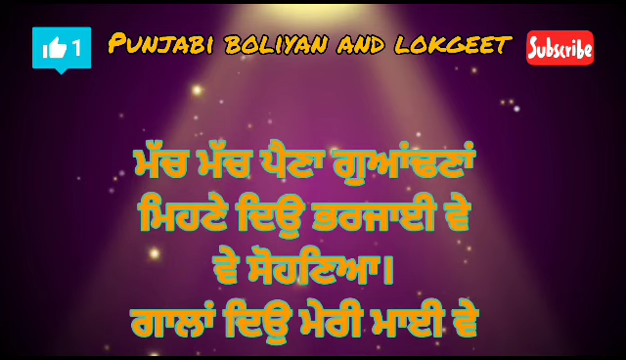 1
Punjabi boliyan and lokgeet
Subscribe
ਮੱਚ ਮੱਚ ਪੈਣਾ ਗੁਆਂਢਣਾਂ
ਮਿਹਣੇ ਦਿਉ ਭਰਜਾਈ ਵੇ
ਵੇ ਸੋਹਣਿਆ।
ਗਾਲਾਂ ਦਿਉ ਮੇਰੀ ਮਾਈ ਵੇ